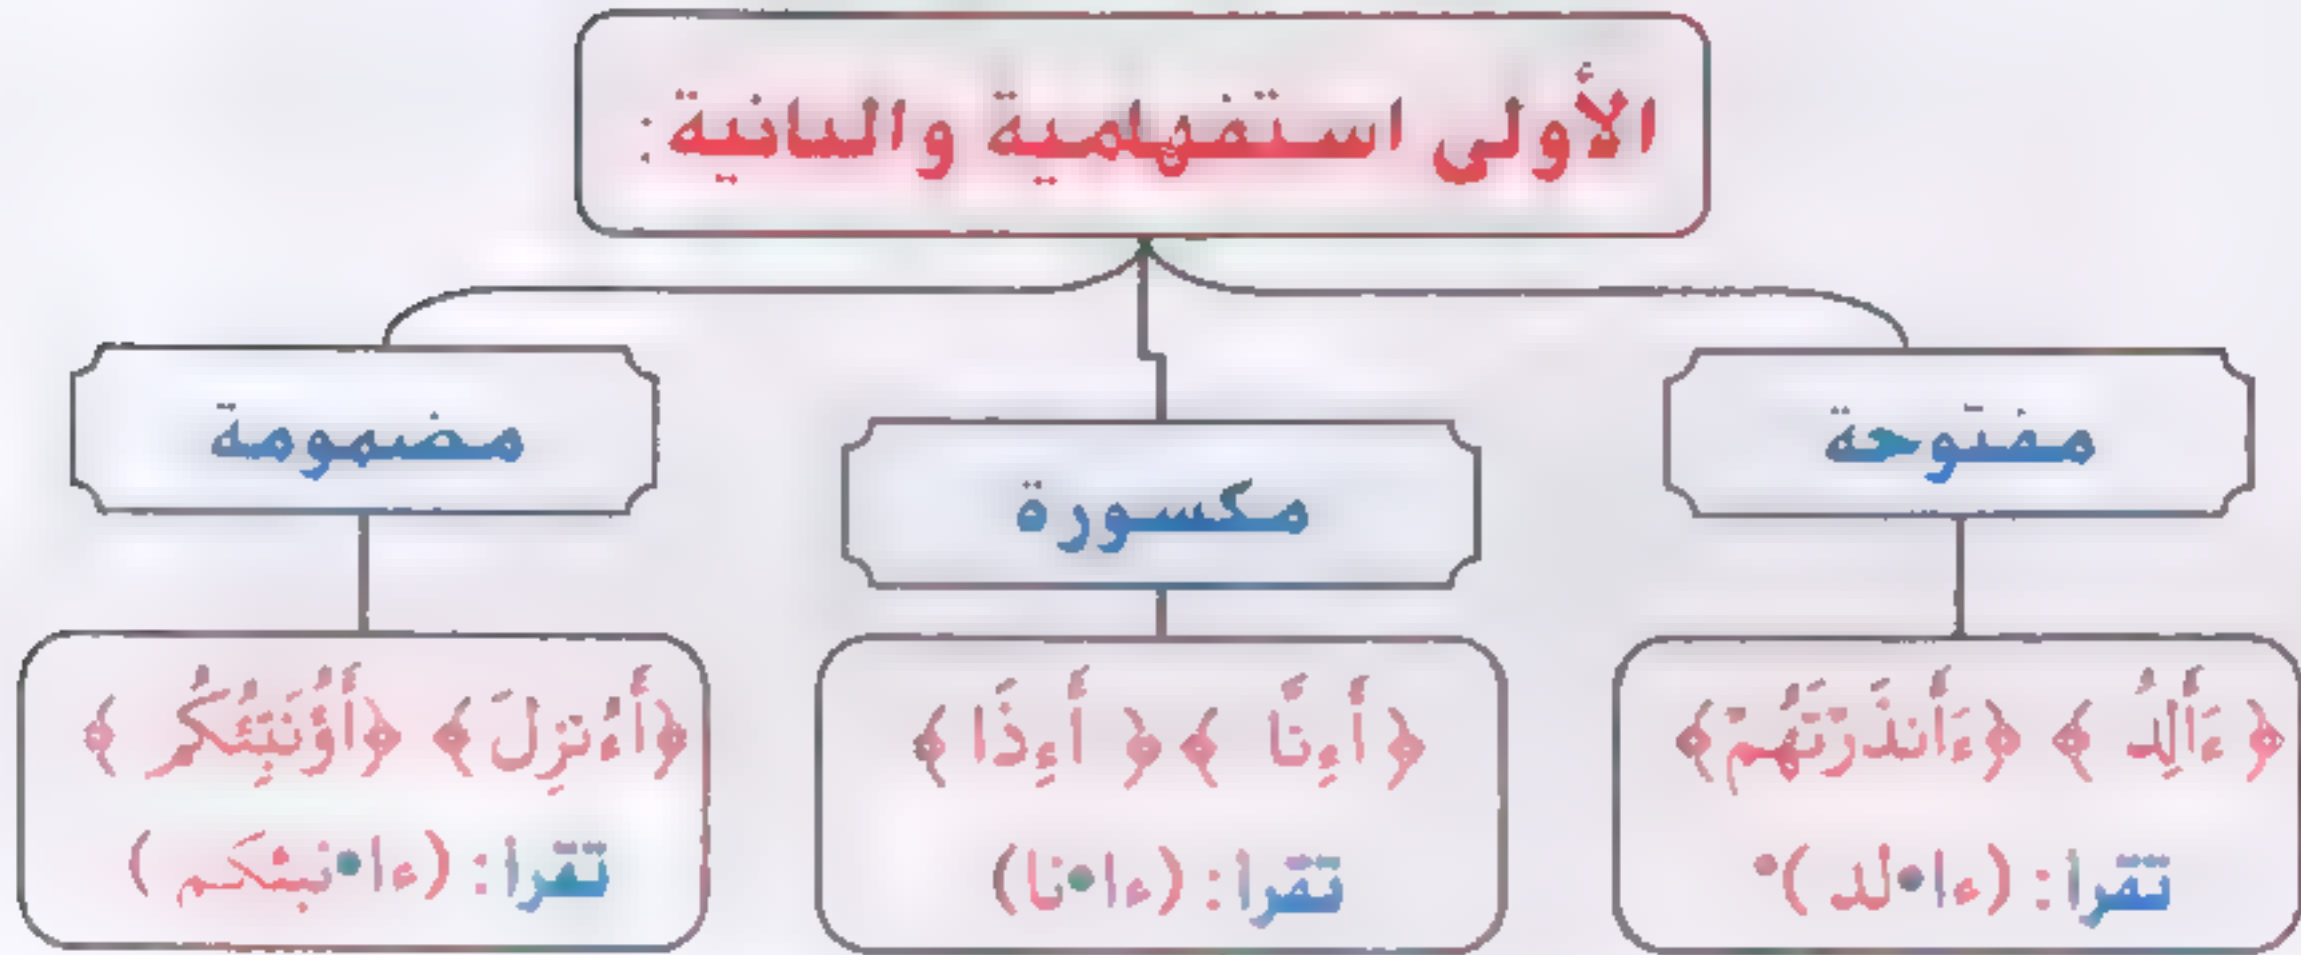 الأولى استفهامية والثانية:
مفتوحة
﴿ ءَأَلِدُ ﴾ ﴿ءَأَنذَرْتَهُمْ﴾
تقرأ: (ءا•لد )•
مكسورة
﴿ أَءِنَّا ﴾ ﴿ أَءِذَا ﴾
تقرأ: (ءا•نا)
مضمومة
﴿أَءُنزِلَ ﴾ ﴿أَؤُنَبِّئُكُم ﴾
تقرأ: (ءا•نبئكم )